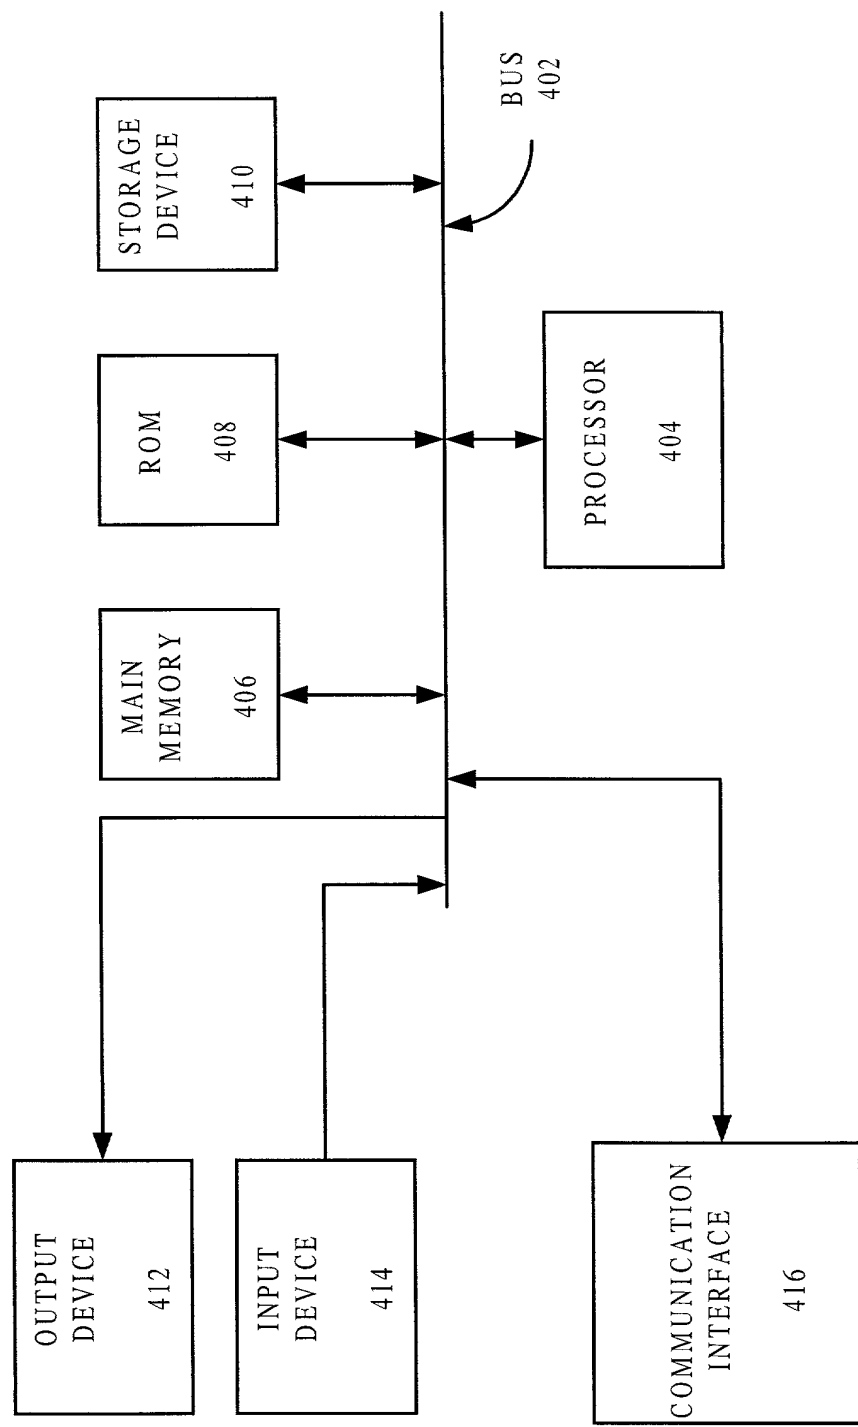 OUTPUT
DEVICE
412
MAIN
MEMORY
406
ROM
408
STORAGE
DEVICE
410
INPUT
DEVICE
414
BUS
402
PROCESSOR
404
COMMUNICATION
INTERFACE
416